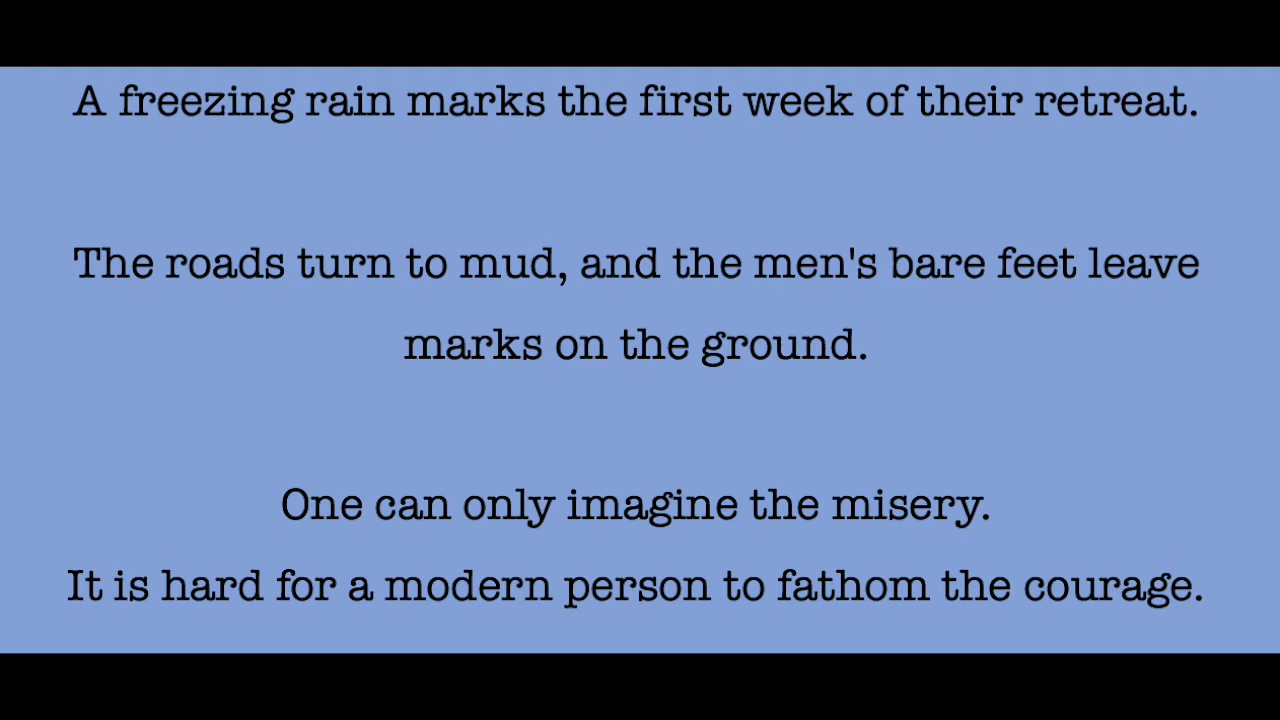 A freezing rain marks the first week of their retreat.
The roads turn to mud, and the men's bare feet leave
marks on the ground.
One can only imagine the misery.
It is hard for a modern person to fathom the courage.